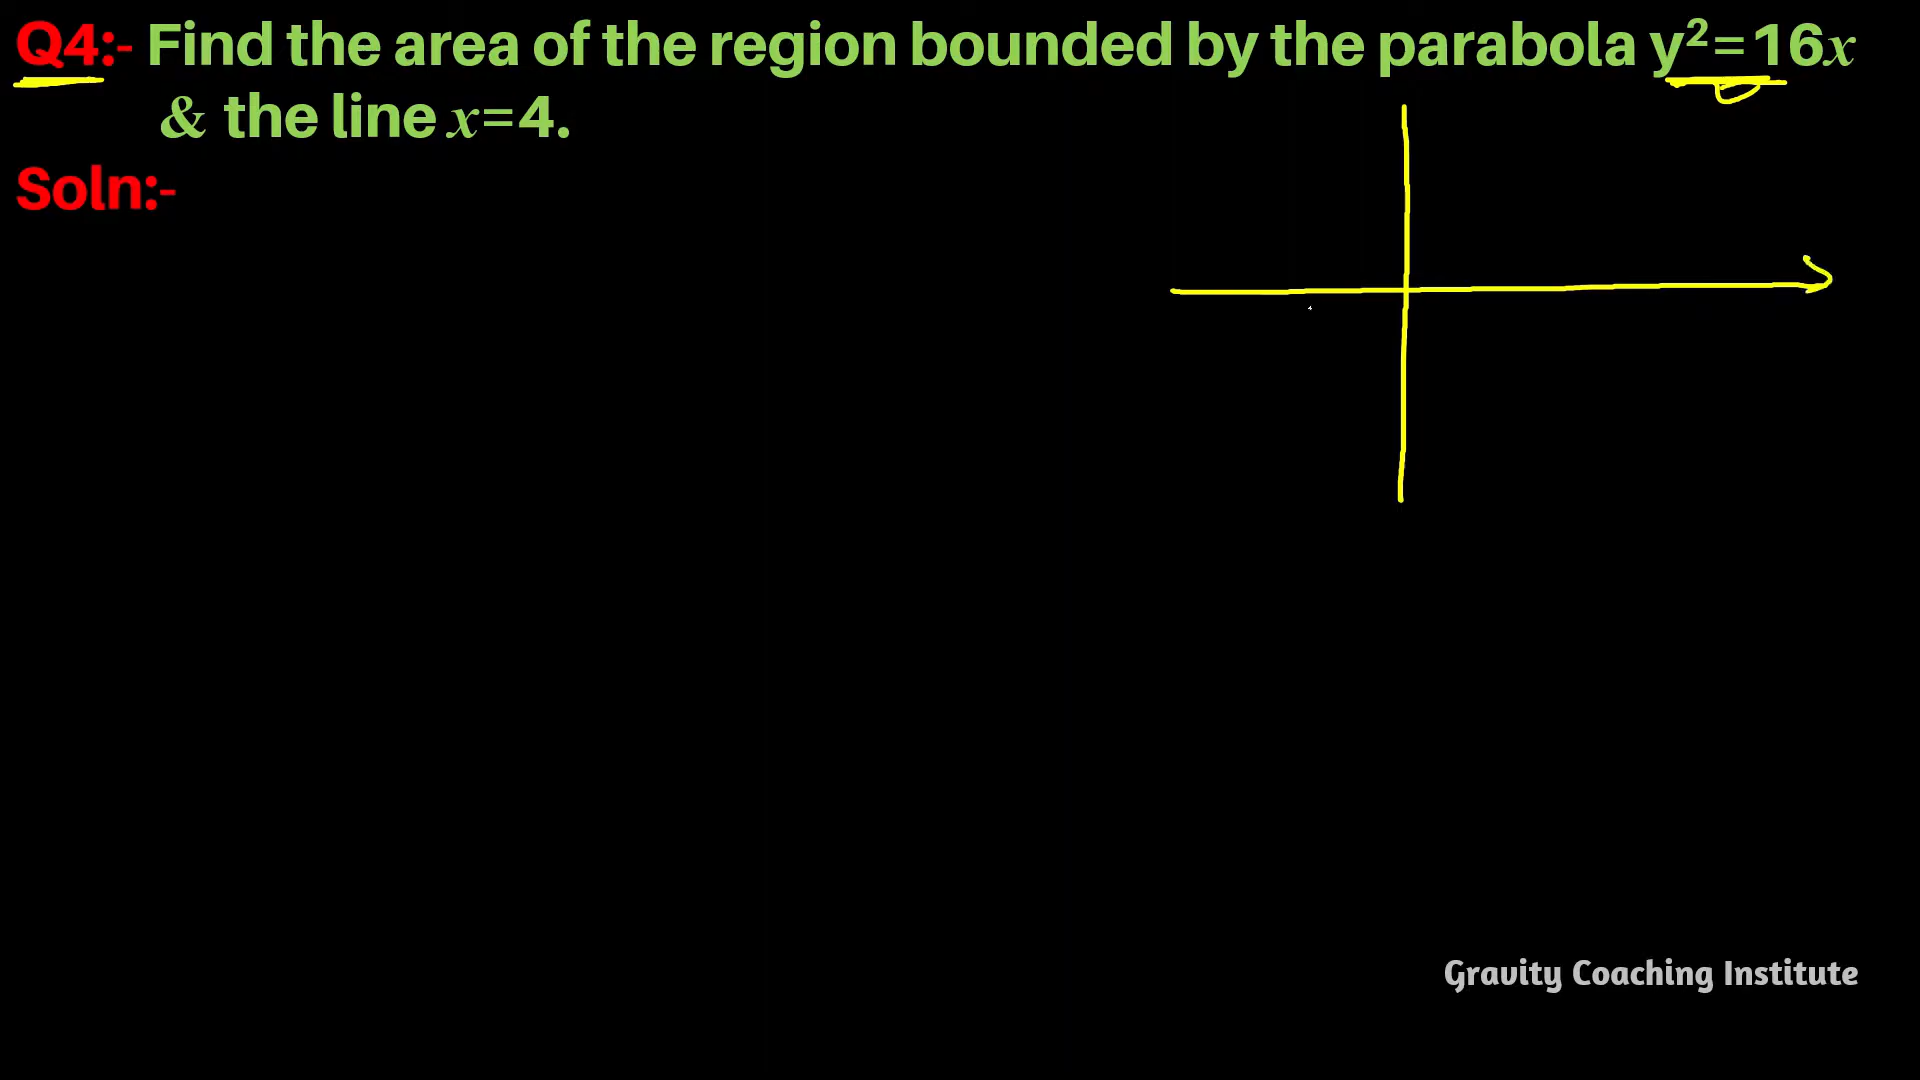 Q4:- Find the area of the region bounded by the parabola y²=16x
& the line x=4.
Soln:-
Gravity Coaching Institute